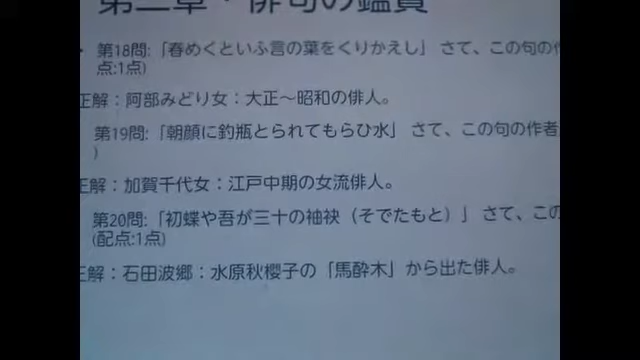 第二章・俳句の鑑賞
・ 第18問:「春めくといふ言の葉をくりかえし」 さて、この句の作
点:1点)
正解：阿部みどり女：大正～昭和の俳人。
第19問:「朝顔に釣瓶とられてもらひ水」 さて、この句の作者
)
正解：加賀千代女：江戸中期の女流俳人。
第20問:「初蝶や吾が三十の袖袂（そでたもと）」 さて、この
(配点:1点)
正解：石田波郷：水原秋櫻子の「馬酔木」から出た俳人。